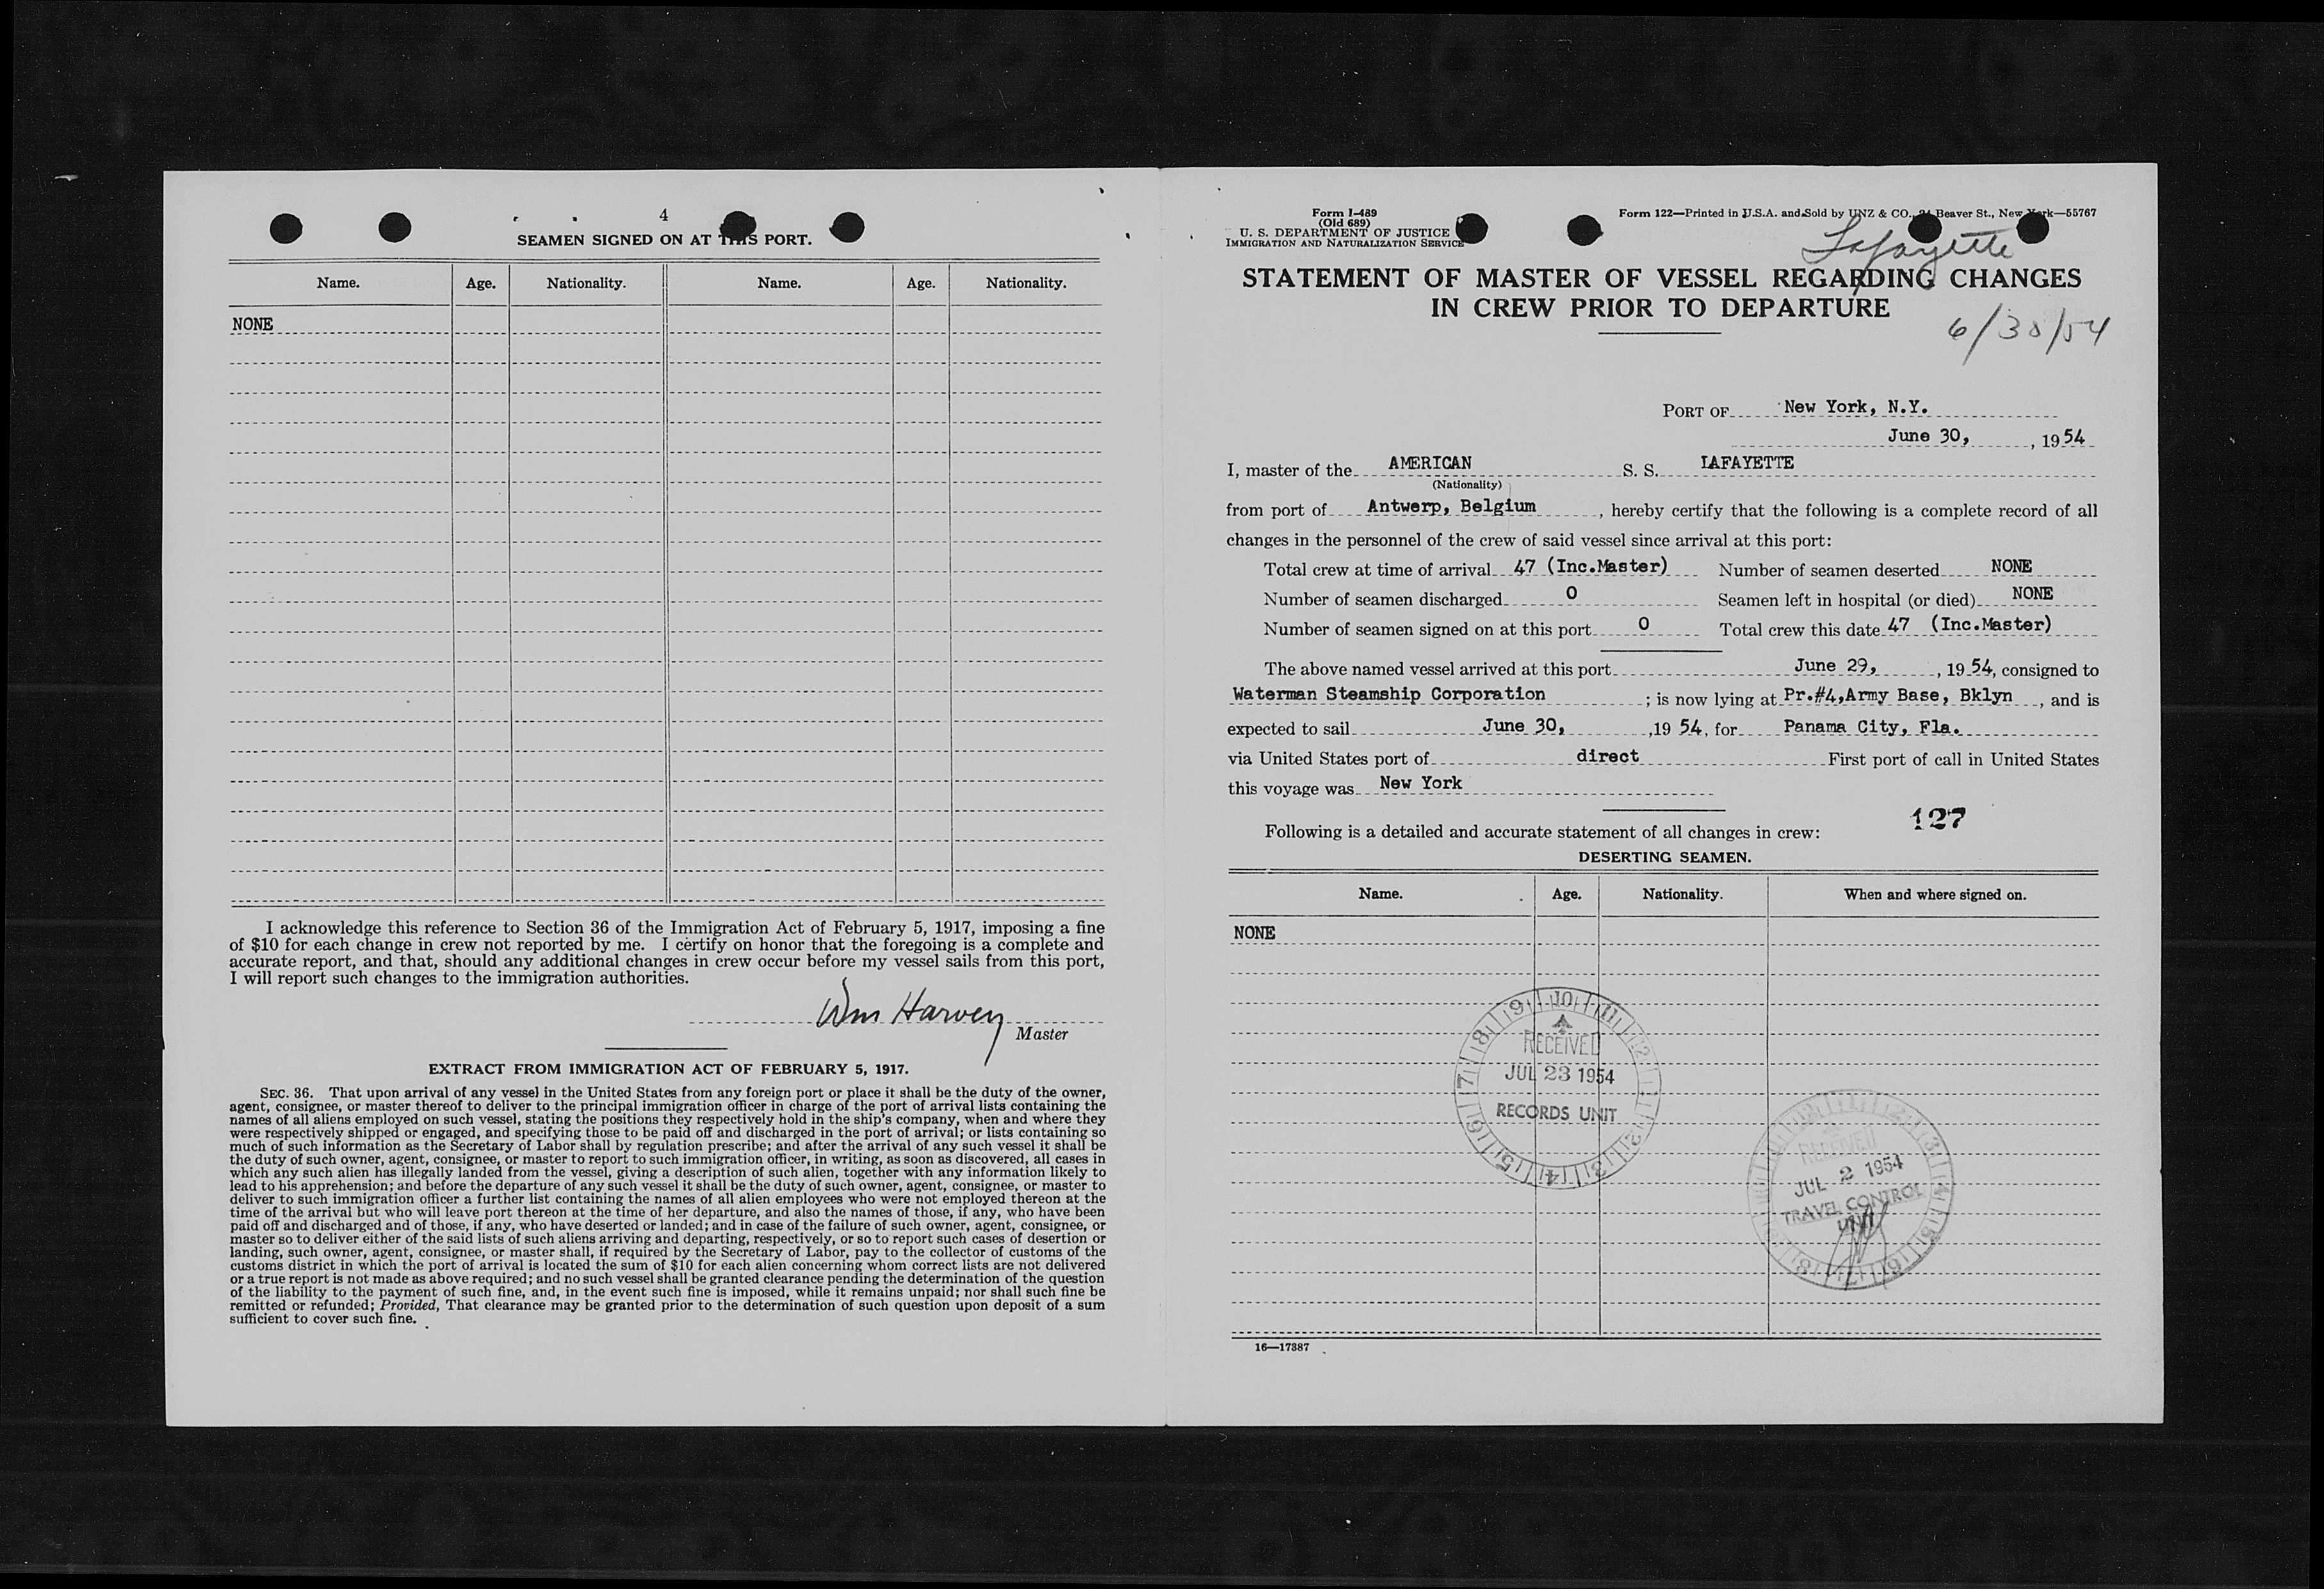 4
SEAMEN SIGNED ON AT THIS PORT.
Name. Age. Nationality. Name. Age. Nationality.
NONE
I acknowledge this reference to Section 36 of the Immigration Act of February 5, 1917, imposing a fine
of $10 for each change in crew not reported by me. I certify on honor that the foregoing is a complete and
accurate report, and that, should any additional changes in crew occur before my vessel sails from this port,
I will report such changes to the immigration authorities.
Wm Harvey
Master
EXTRACT FROM IMMIGRATION ACT OF FEBRUARY 5, 1917.
SEC. 36. That upon arrival of any vessel in the United States from any foreign port or place it shall be the duty of the owner,
agent, consignee, or master thereof to deliver to the principal immigration officer in charge of the port of arrival lists containing the
names of all aliens employed on such vessel, stating the positions they respectively hold in the ship's company, when and where they
were respectively shipped or engaged, and specifying those to be paid off and discharged in the port of arrival; or lists containing so
much of such information as the Secretary of Labor shall by regulation prescribe; and after the arrival of any such vessel it shall be
the duty of such owner, agent, consignee, or master to report to such immigration officer, in writing, as soon as discovered, all cases in
which any such alien has illegally landed from the vessel, giving a description of such alien, together with any information likely to
lead to his apprehension; and before the departure of any such vessel it shall be the duty of such owner, agent, consignee, or master to
deliver to such immigration officer a further list containing the names of all alien employees who were not employed thereon at the
time of the arrival but who will leave port thereon at the time of her departure, and also the names of those, if any, who have been
paid off and discharged and of those, if any, who have deserted or landed; and in case of the failure of such owner, agent, consignee, or
master so to deliver either of the said lists of such aliens arriving and departing, respectively, or so to report such cases of desertion or
landing, such owner, agent, consignee, or master shall, if required by the Secretary of Labor, pay to the collector of customs of the
customs district in which the port of arrival is located the sum of $10 for each alien concerning whom correct lists are not delivered
or a true report is not made as above required; and no such vessel shall be granted clearance pending the determination of the question
of the liability to the payment of such fine, and, in the event such fine is imposed, while it remains unpaid; nor shall such fine be
remitted or refunded; Provided, That clearance may be granted prior to the determination of such question upon deposit of a sum
sufficient to cover such fine.
Form I-489
(Old 689)
U. S. DEPARTMENT OF JUSTICE
IMMIGRATION AND NATURALIZATION SERVICE
Form 122—Printed in U.S.A. and Sold by UNZ & CO., Beaver St., New York—55767
Lafayette
STATEMENT OF MASTER OF VESSEL REGARDING CHANGES
IN CREW PRIOR TO DEPARTURE
6/30/54
PORT OF New York, N.Y.
June 30, , 1954
I, master of the AMERICAN S. S. LAFAYETTE
(Nationality)
from port of Antwerp, Belgium , hereby certify that the following is a complete record of all
changes in the personnel of the crew of said vessel since arrival at this port:
Total crew at time of arrival 47 (Inc.Master) Number of seamen deserted NONE
Number of seamen discharged 0 Seamen left in hospital (or died) NONE
Number of seamen signed on at this port 0 Total crew this date 47 (Inc.Master)
The above named vessel arrived at this port June 29, , 1954, consigned to
Waterman Steamship Corporation ; is now lying at Pr.#4,Army Base, Bklyn , and is
expected to sail June 30, ,1954, for Panama City, Fla.
via United States port of direct First port of call in United States
this voyage was New York
127
Following is a detailed and accurate statement of all changes in crew:
DESERTING SEAMEN.
Name. Age. Nationality. When and where signed on.
NONE
9 10 11 12 1 2 3 4 5 6 7 8
RECEIVED
JUL 23 1954
RECORDS UNIT
RECEIVED
JUL 2 1954
TRAVEL CONTROL
UNIT
16—17387